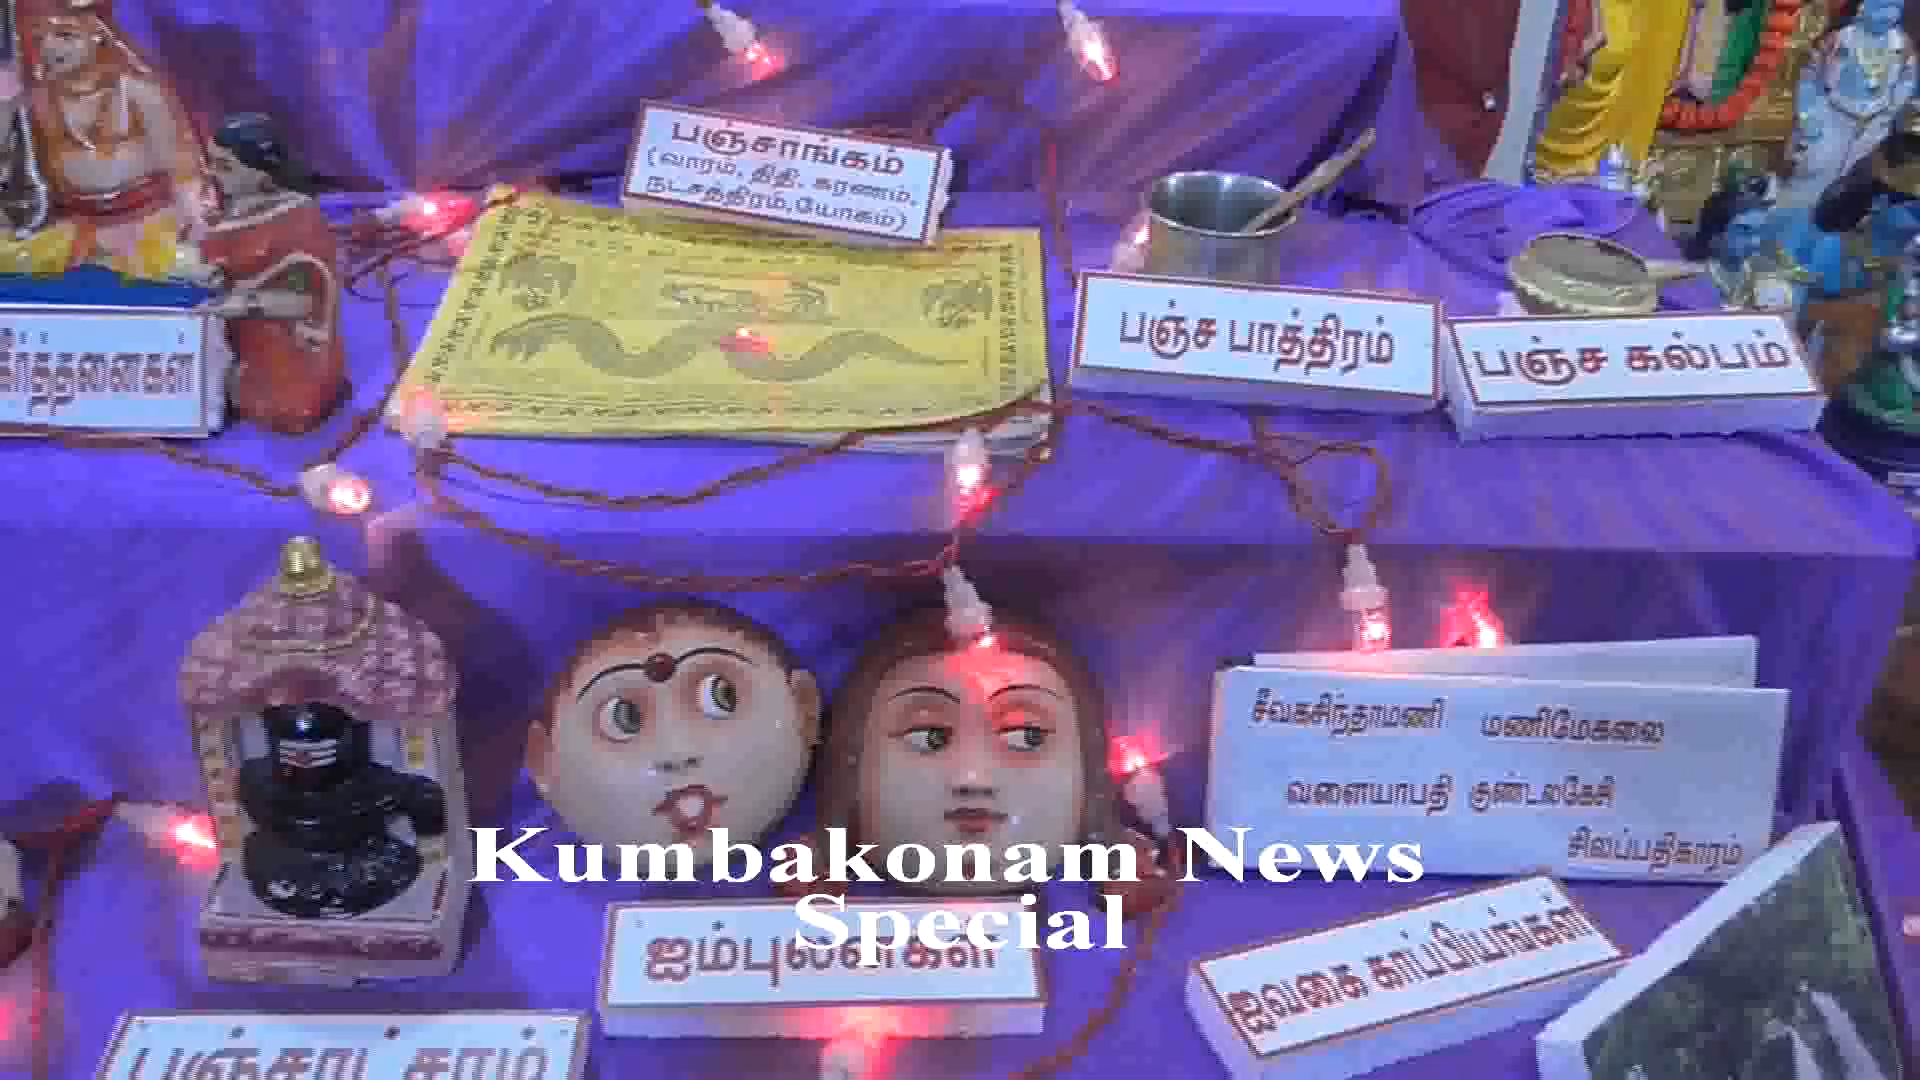 பஞ்சாங்கம்
(வாரம், திதி, கரணம்,
நட்சத்திரம்,யோகம்)
பஞ்ச பாத்திரம்
பஞ்ச கல்பம்
சீவகசிந்தாமணி மணிமேகலை
வளையாபதி குண்டலகேசி
சிலப்பதிகாரம்
Kumbakonam News
Special
ஐம்புலன்கள்
ஐவகை காப்பியங்கள்